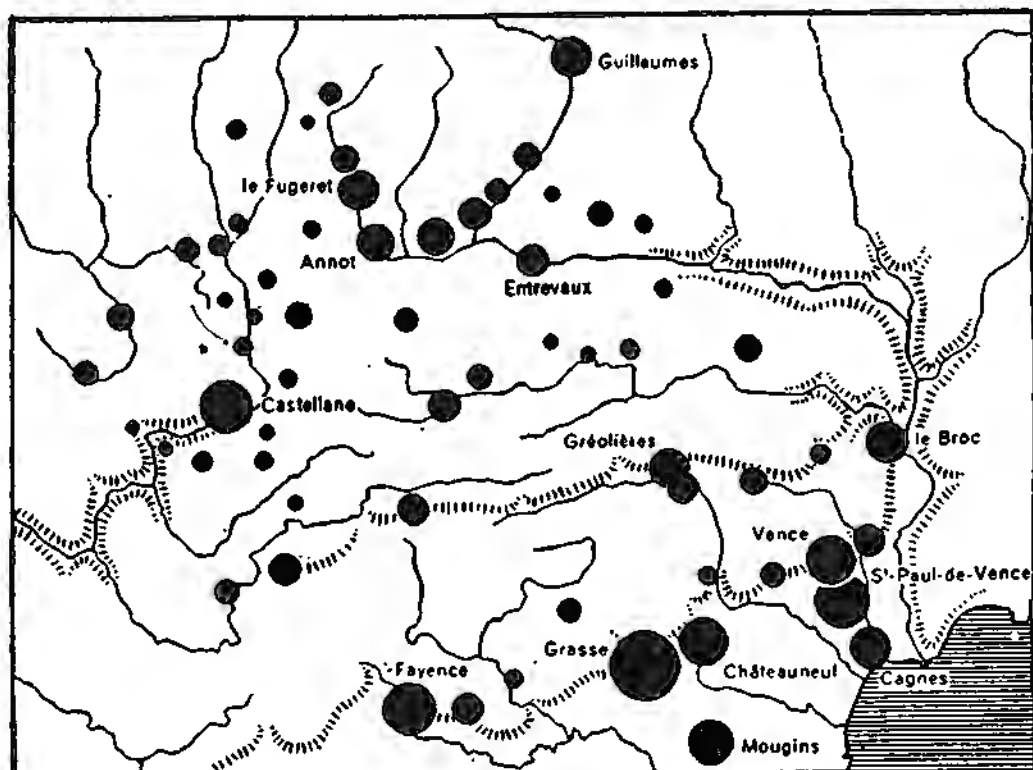 Guillaumes
le Fugeret
Annot
Entrevaux
Castellane
Gréolières
le Broc
Vence
St-Paul-de-Vence
Grasse
Châteauneuf
Fayence
Cagnes
Mougins